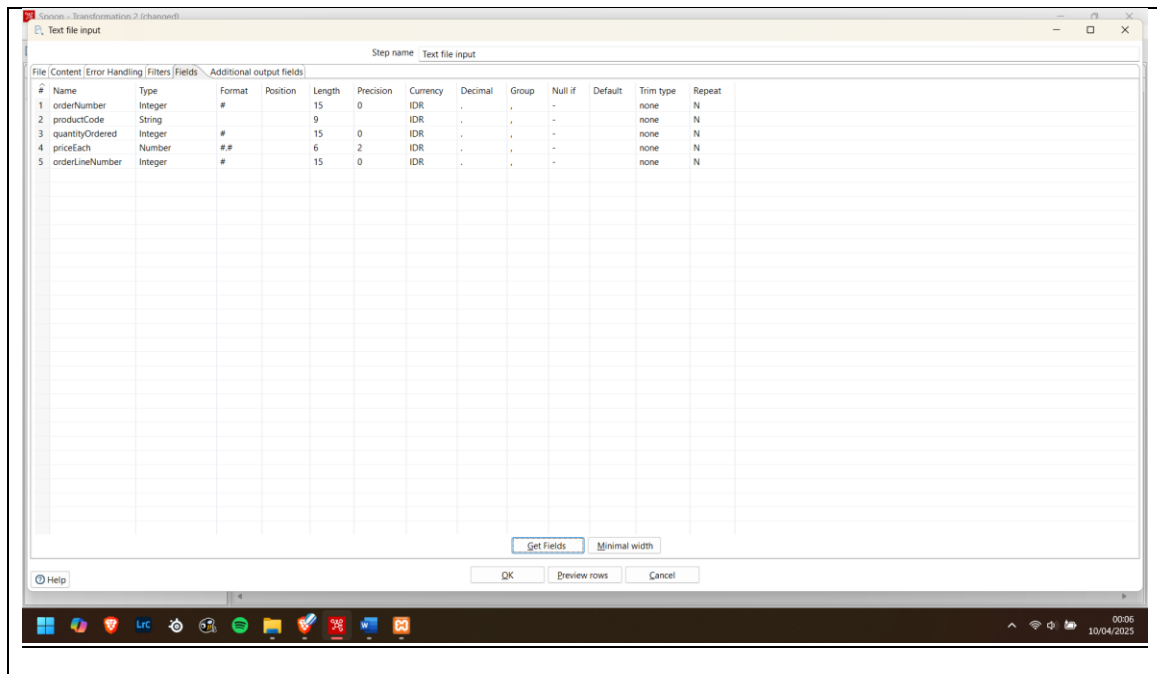 Spoon - Transformation 2 (changed)
Text file input
Step name Text file input
File Content Error Handling Filters Fields Additional output fields
# Name Type Format Position Length Precision Currency Decimal Group Null if Default Trim type Repeat
1 orderNumber Integer # 15 0 IDR . , - none N
2 productCode String 9 IDR . , - none N
3 quantityOrdered Integer # 15 0 IDR . , - none N
4 priceEach Number #.# 6 2 IDR . , - none N
5 orderLineNumber Integer # 15 0 IDR . , - none N
Get Fields Minimal width
Help OK Preview rows Cancel
LrC
00:06
10/04/2025